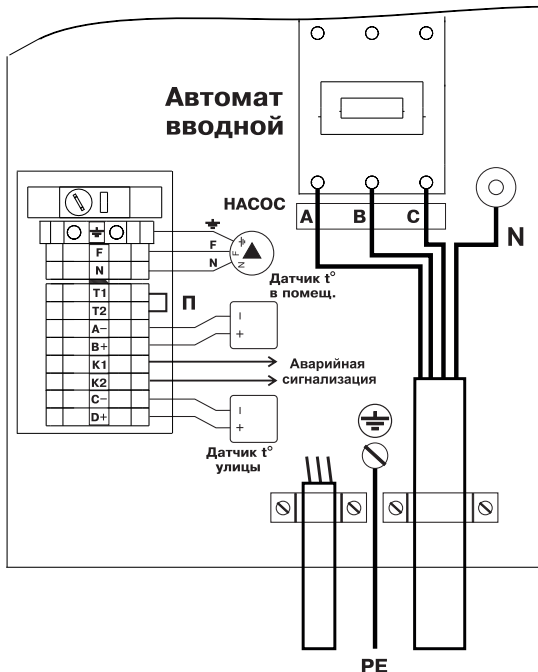 Автомат
вводной
НАСОС
A
B
C
N
F
N
F
N
F
N
Датчик t°
в помещ.
T1
T2
П
A–
B+
–
+
K1
K2
Аварийная
сигнализация
C–
D+
–
+
Датчик t°
улицы
PE